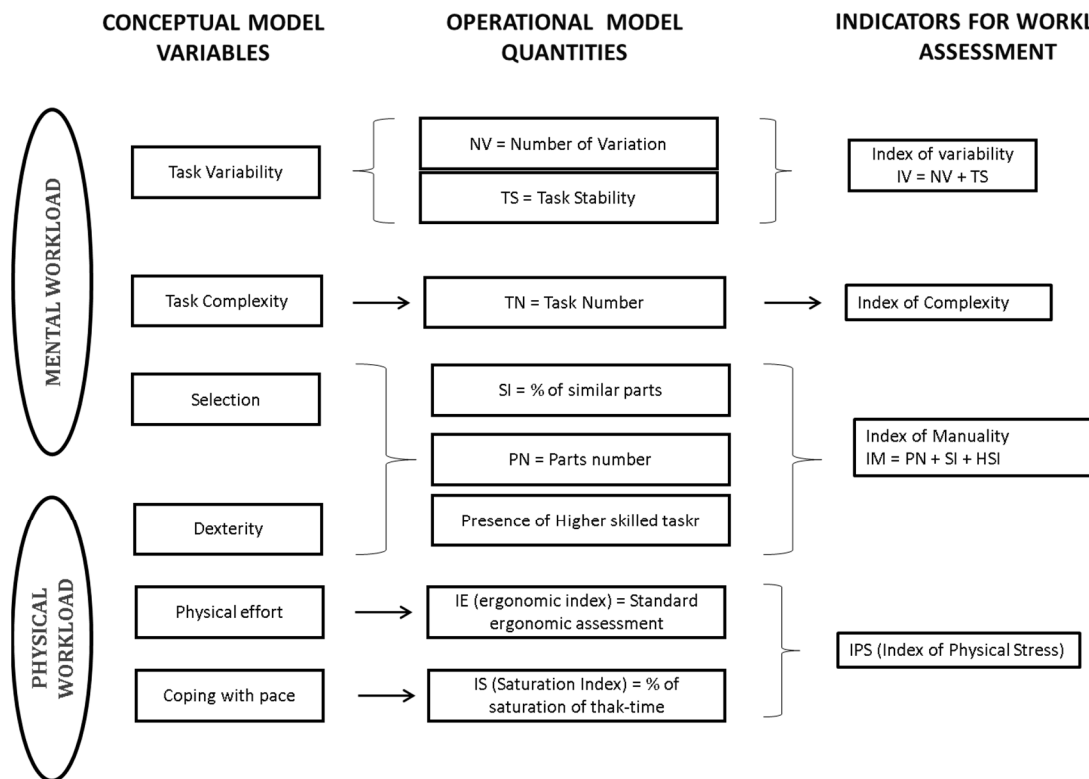 CONCEPTUAL MODEL
VARIABLES
OPERATIONAL MODEL
QUANTITIES
INDICATORS FOR WORKL
ASSESSMENT
MENTAL WORKLOAD
Task Variability
NV = Number of Variation
TS = Task Stability
Index of variability
IV = NV + TS
Task Complexity
TN = Task Number
Index of Complexity
Selection
SI = % of similar parts
PN = Parts number
Index of Manuality
IM = PN + SI + HSI
Dexterity
Presence of Higher skilled taskr
PHYSICAL
WORKLOAD
Physical effort
IE (ergonomic index) = Standard
ergonomic assessment
IPS (Index of Physical Stress)
Coping with pace
IS (Saturation Index) = % of
saturation of thak-time